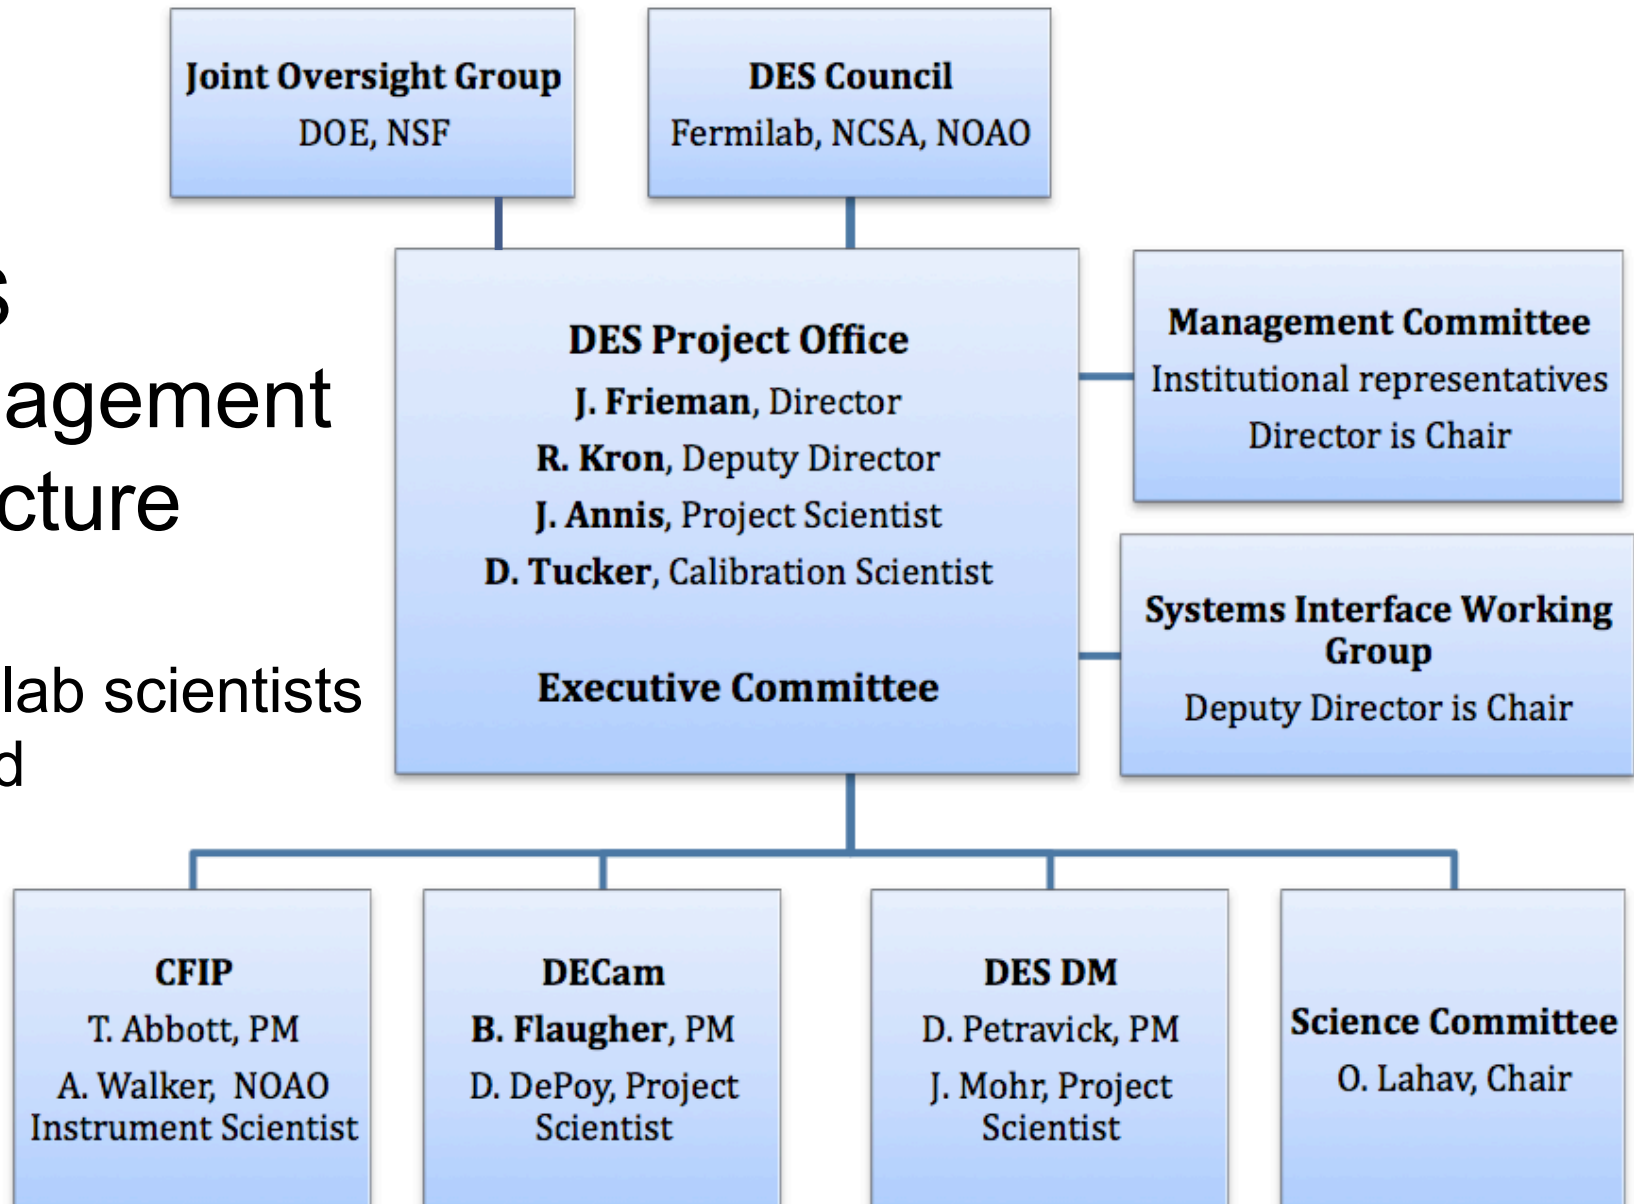 Joint Oversight Group
DOE, NSF
DES Council
Fermilab, NCSA, NOAO
s
agement
cture
lab scientists
d
DES Project Office
J. Frieman, Director
R. Kron, Deputy Director
J. Annis, Project Scientist
D. Tucker, Calibration Scientist
Executive Committee
Management Committee
Institutional representatives
Director is Chair
Systems Interface Working
Group
Deputy Director is Chair
CFIP
T. Abbott, PM
A. Walker, NOAO
Instrument Scientist
DECam
B. Flaugher, PM
D. DePoy, Project
Scientist
DES DM
D. Petravick, PM
J. Mohr, Project
Scientist
Science Committee
O. Lahav, Chair